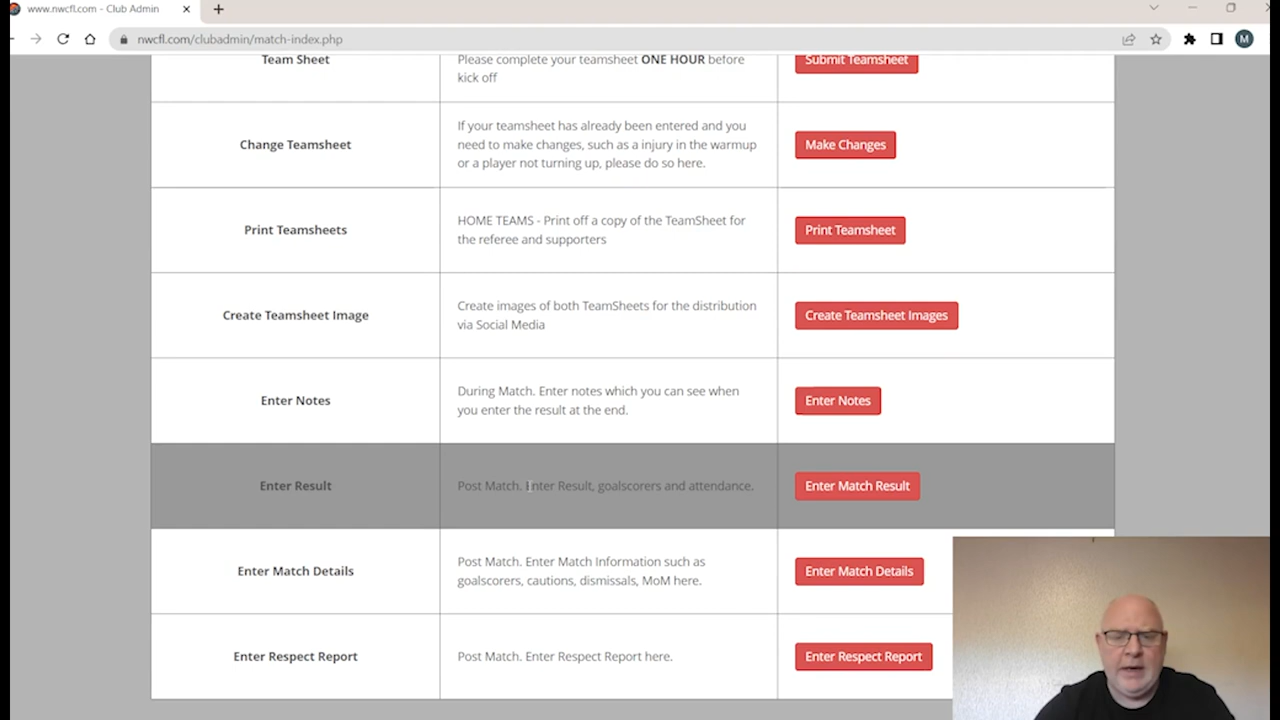 www.nwcfl.com - Club Admin
nwcfl.com/clubadmin/match-index.php
M
Team Sheet
Please complete your teamsheet ONE HOUR before
kick off
Submit Teamsheet
Change Teamsheet
If your teamsheet has already been entered and you
need to make changes, such as a injury in the warmup
or a player not turning up, please do so here.
Make Changes
Print Teamsheets
HOME TEAMS - Print off a copy of the TeamSheet for
the referee and supporters
Print Teamsheet
Create Teamsheet Image
Create images of both TeamSheets for the distribution
via Social Media
Create Teamsheet Images
Enter Notes
During Match. Enter notes which you can see when
you enter the result at the end.
Enter Notes
Enter Result
Post Match. Enter Result, goalscorers and attendance.
Enter Match Result
Enter Match Details
Post Match. Enter Match Information such as
goalscorers, cautions, dismissals, MoM here.
Enter Match Details
Enter Respect Report
Post Match. Enter Respect Report here.
Enter Respect Report